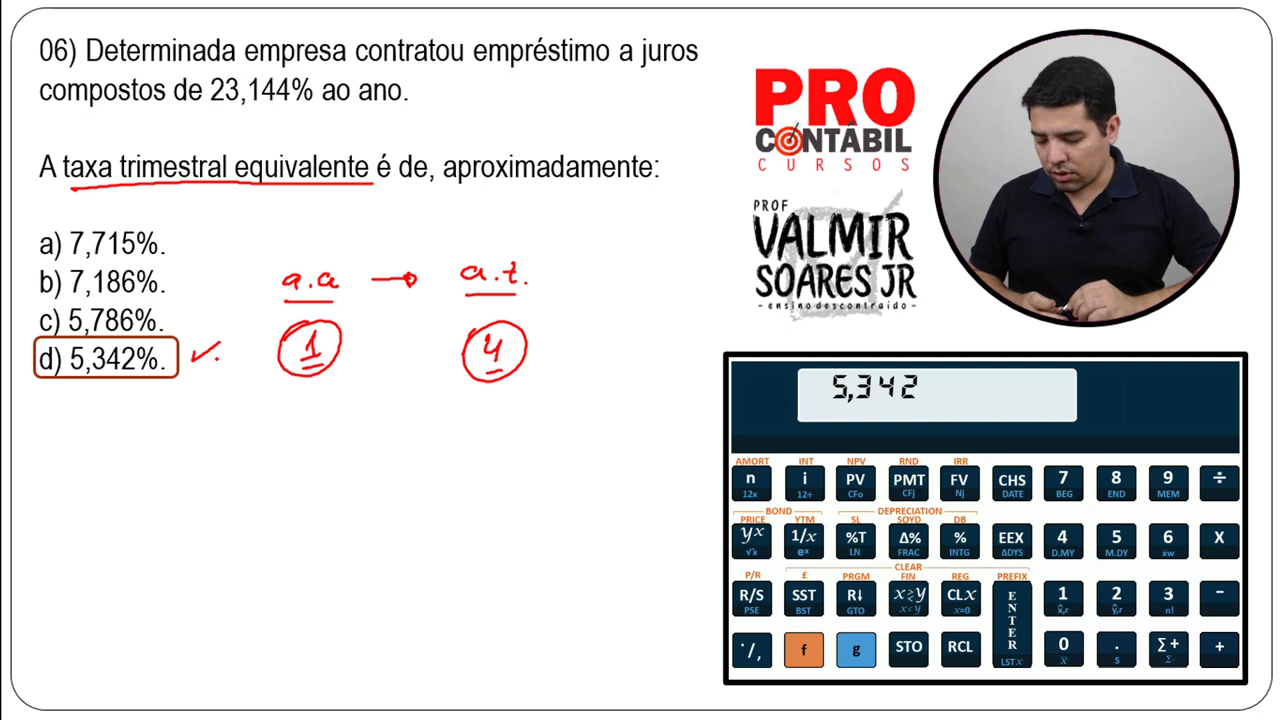 06) Determinada empresa contratou empréstimo a juros
compostos de 23,144% ao ano.
A taxa trimestral equivalente é de, aproximadamente:
a) 7,715%.
b) 7,186%.
c) 5,786%.
d) 5,342%.
a.a → a.t.
1 4
PRO
CONTÁBIL
CURSOS
PROF
VALMIR
SOARES JR
- ensino descontraído -
5,342
AMORT INT NPV RND IRR
n i PV PMT FV CHS 7 8 9 ÷
12x 12÷ CFo CFj Nj DATE BEG END MEM
BOND DEPRECIATION
PRICE YTM SL SOYD DB
yx 1/x %T Δ% % EEX 4 5 6 X
√x ex LN FRAC INTG ΔDYS D.MY M.DY x̄w
CLEAR
P/R £ PRGM FIN REG PREFIX
R/S SST R↓ x≷y CLx ENTER 1 2 3 −
PSE BST GTO x≤y x=0 x̂,r ŷ,r n!
·/, f g STO RCL 0 . Σ+ +
LSTx x̄ S Σ-